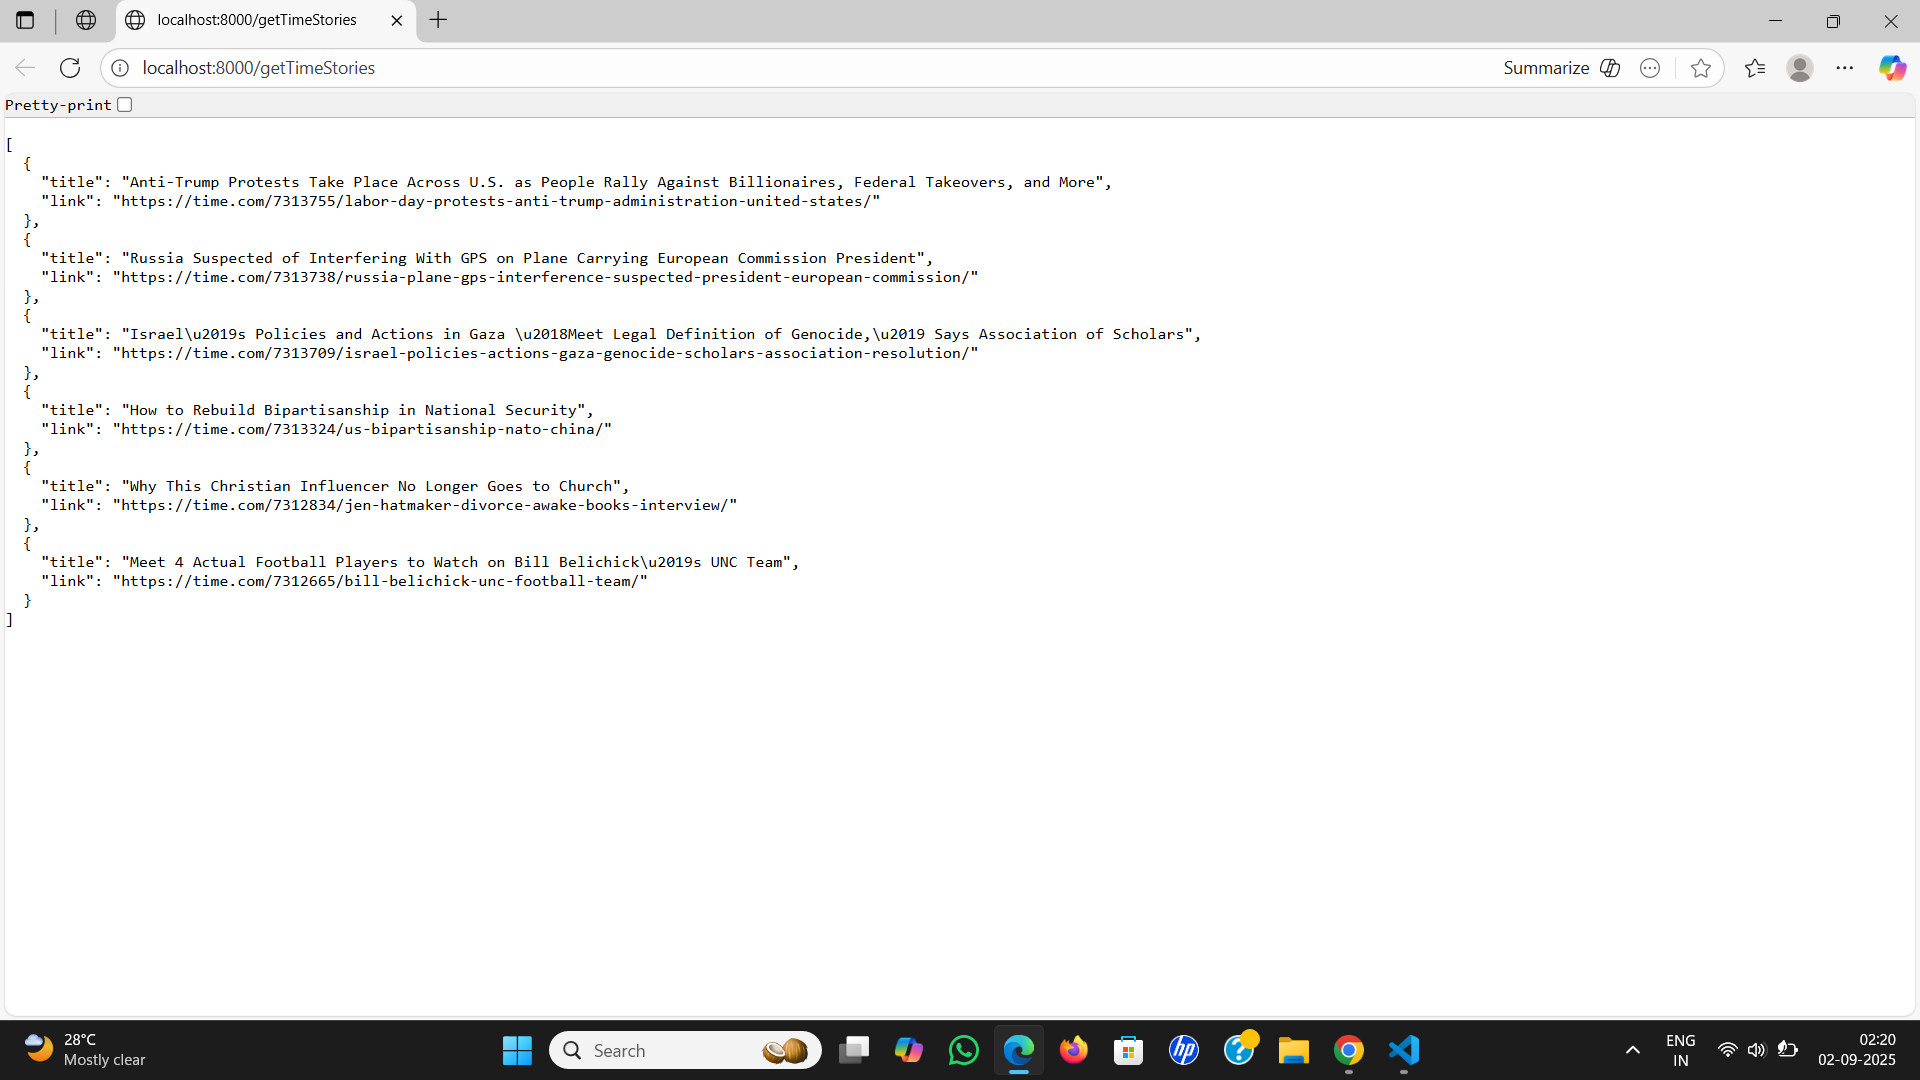 localhost:8000/getTimeStories
localhost:8000/getTimeStories
Summarize
Pretty-print
[
  {
    "title": "Anti-Trump Protests Take Place Across U.S. as People Rally Against Billionaires, Federal Takeovers, and More",
    "link": "https://time.com/7313755/labor-day-protests-anti-trump-administration-united-states/"
  },
  {
    "title": "Russia Suspected of Interfering With GPS on Plane Carrying European Commission President",
    "link": "https://time.com/7313738/russia-plane-gps-interference-suspected-president-european-commission/"
  },
  {
    "title": "Israel\u2019s Policies and Actions in Gaza \u2018Meet Legal Definition of Genocide,\u2019 Says Association of Scholars",
    "link": "https://time.com/7313709/israel-policies-actions-gaza-genocide-scholars-association-resolution/"
  },
  {
    "title": "How to Rebuild Bipartisanship in National Security",
    "link": "https://time.com/7313324/us-bipartisanship-nato-china/"
  },
  {
    "title": "Why This Christian Influencer No Longer Goes to Church",
    "link": "https://time.com/7312834/jen-hatmaker-divorce-awake-books-interview/"
  },
  {
    "title": "Meet 4 Actual Football Players to Watch on Bill Belichick\u2019s UNC Team",
    "link": "https://time.com/7312665/bill-belichick-unc-football-team/"
  }
]
28°C
Mostly clear
Search
hp
?
ENG
IN
02:20
02-09-2025